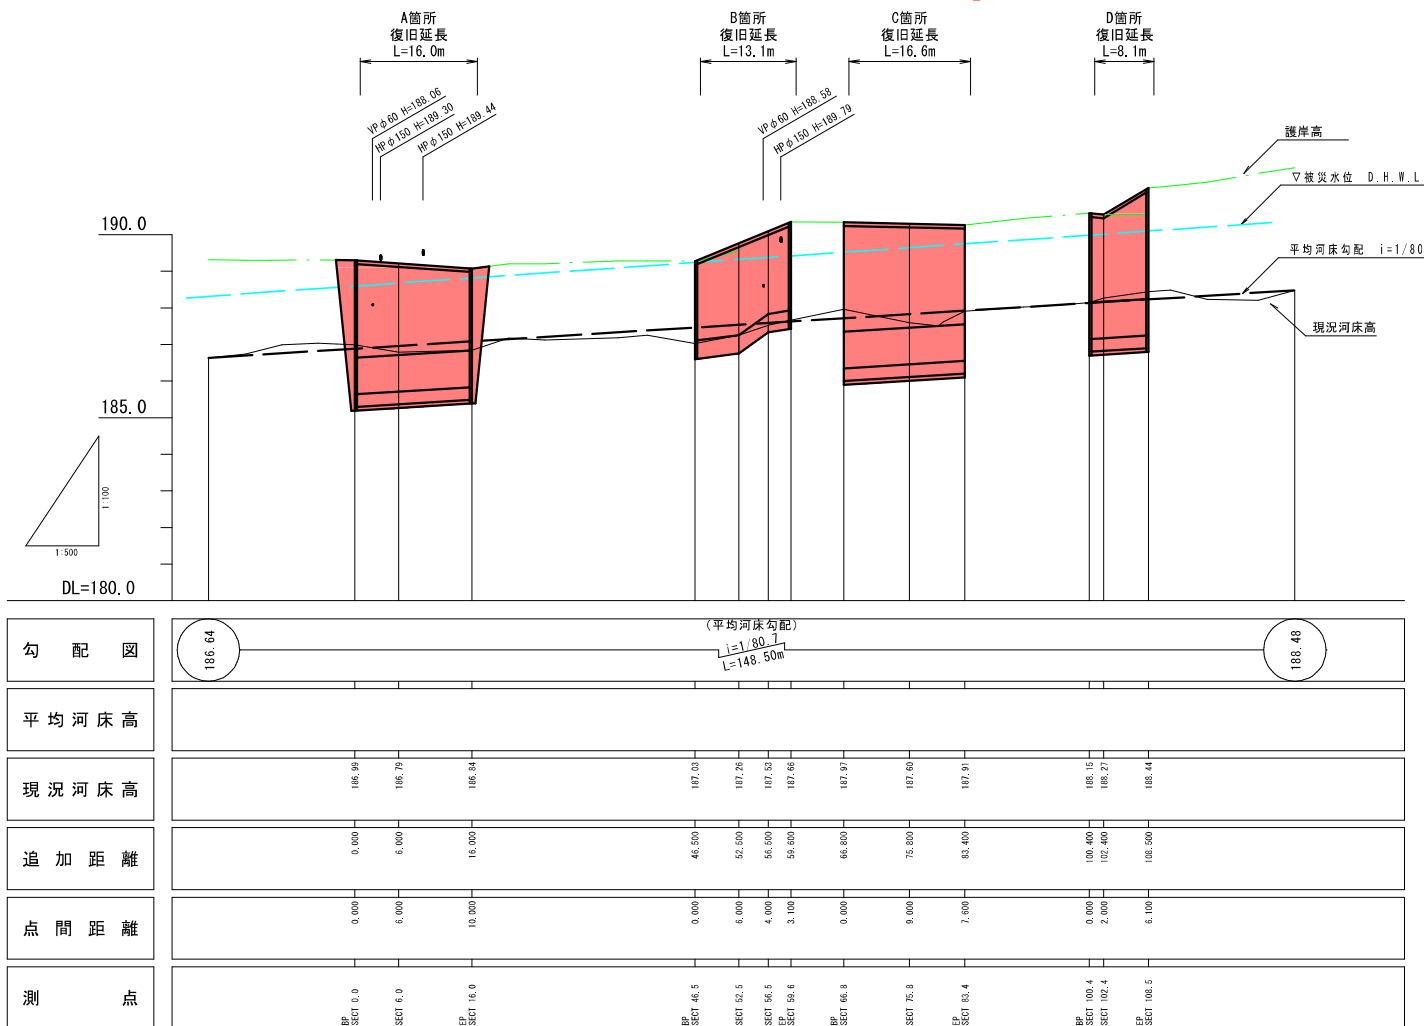 A箇所
復旧延長
L=16.0m
B箇所
復旧延長
L=13.1m
C箇所
復旧延長
L=16.6m
D箇所
復旧延長
L=8.1m
VPφ60 H=188.06
HPφ150 H=189.30
HPφ150 H=189.44
VPφ60 H=188.58
HPφ150 H=189.79
護岸高
▽被災水位 D.H.W.L
平均河床勾配 i=1/80
現況河床高
190.0
185.0
1:100
1:500
DL=180.0
勾配図
186.64
(平均河床勾配)
i=1/80.7
L=148.50m
188.48
平均河床高
現況河床高
186.99
186.79
186.84
187.03
187.26
187.53
187.66
187.97
187.60
187.91
188.15
188.27
188.44
追加距離
0.000
6.000
16.000
46.500
52.500
56.500
59.600
66.800
75.800
83.400
100.400
102.400
108.500
点間距離
0.000
6.000
10.000
0.000
6.000
4.000
3.100
0.000
9.000
7.600
0.000
2.000
6.100
測点
BP
SECT 0.0
SECT 6.0
EP
SECT 16.0
BP
SECT 46.5
SECT 52.5
SECT 56.5
EP
SECT 59.6
BP
SECT 66.8
SECT 75.8
EP
SECT 83.4
BP
SECT 100.4
SECT 102.4
EP
SECT 108.5